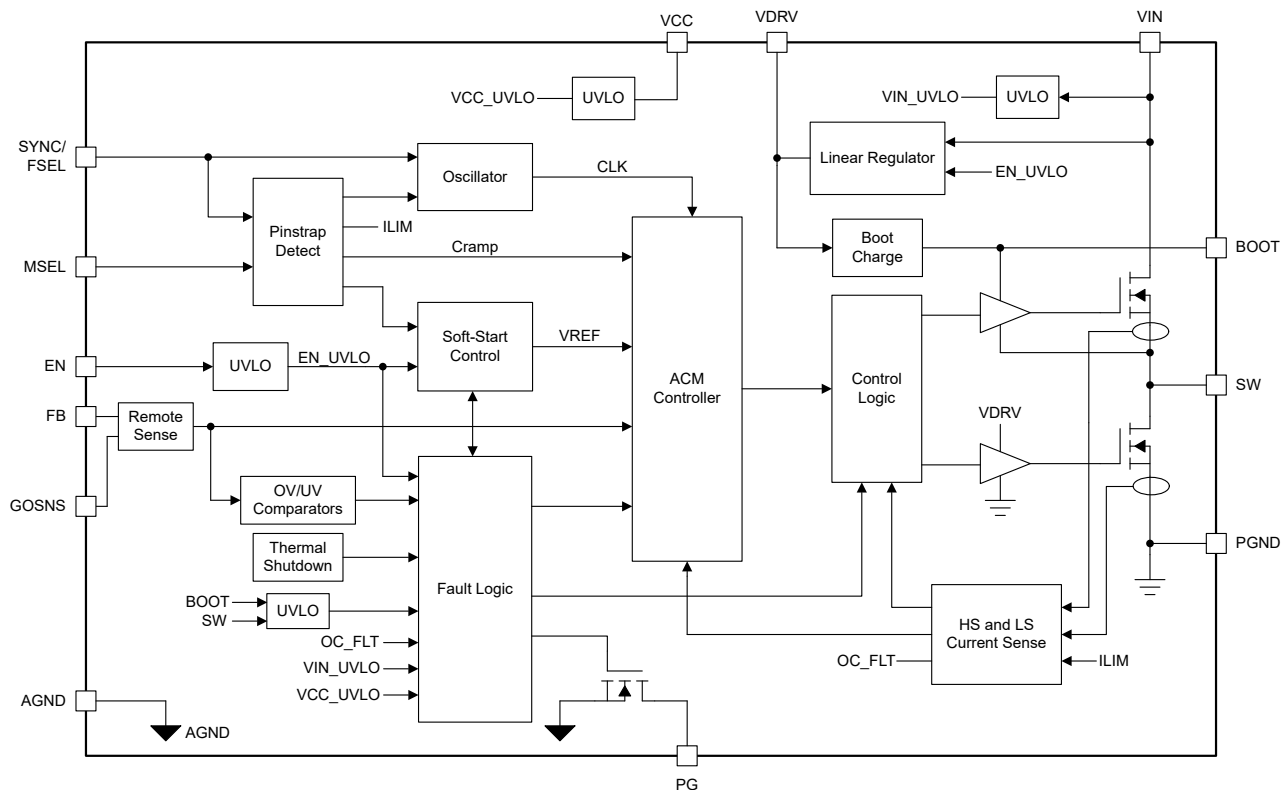 VCC
VDRV
VIN
VCC_UVLO
UVLO
VIN_UVLO
UVLO
SYNC/
FSEL
Oscillator
CLK
Linear Regulator
EN_UVLO
Pinstrap
Detect
ILIM
Cramp
MSEL
Boot
Charge
BOOT
Soft-Start
Control
VREF
EN
UVLO
EN_UVLO
ACM
Controller
Control
Logic
SW
FB
Remote
Sense
VDRV
GOSNS
OV/UV
Comparators
Thermal
Shutdown
Fault Logic
PGND
BOOT
SW
UVLO
OC_FLT
VIN_UVLO
VCC_UVLO
HS and LS
Current Sense
OC_FLT
ILIM
AGND
AGND
PG